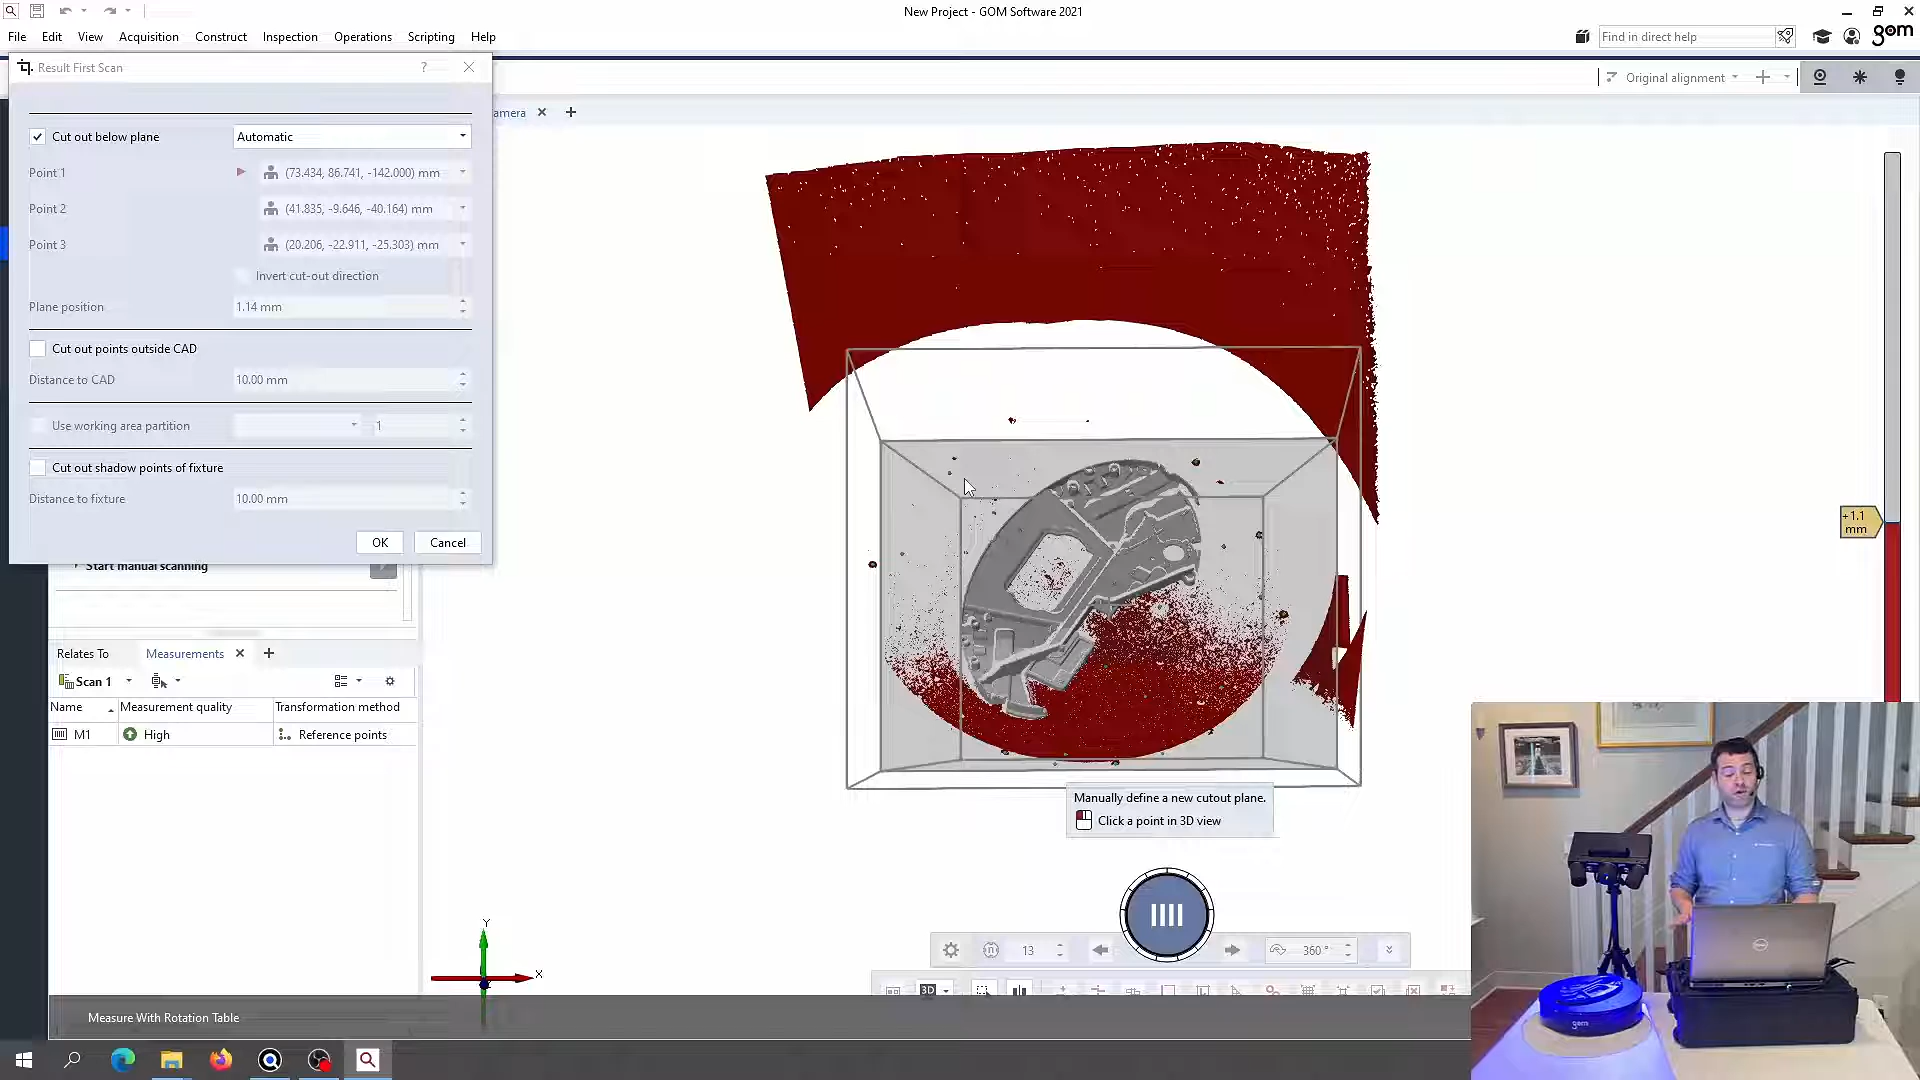 New Project - GOM Software 2021
File Edit View Acquisition Construct Inspection Operations Scripting Help
Find in direct help
gom
Result First Scan
?
Original alignment
amera
Cut out below plane
Automatic
Point 1
(73.434, 86.741, -142.000) mm
Point 2
(41.835, -9.646, -40.164) mm
Point 3
(20.206, -22.911, -25.303) mm
Invert cut-out direction
Plane position
1.14 mm
Cut out points outside CAD
Distance to CAD
10.00 mm
Use working area partition
1
Cut out shadow points of fixture
Distance to fixture
10.00 mm
OK
Cancel
+1.1
mm
Start manual scanning
Relates To
Measurements
Scan 1
Name
Measurement quality
Transformation method
M1
High
Reference points
Manually define a new cutout plane.
Click a point in 3D view
13
360 °
3D
Y
X
Measure With Rotation Table
gom